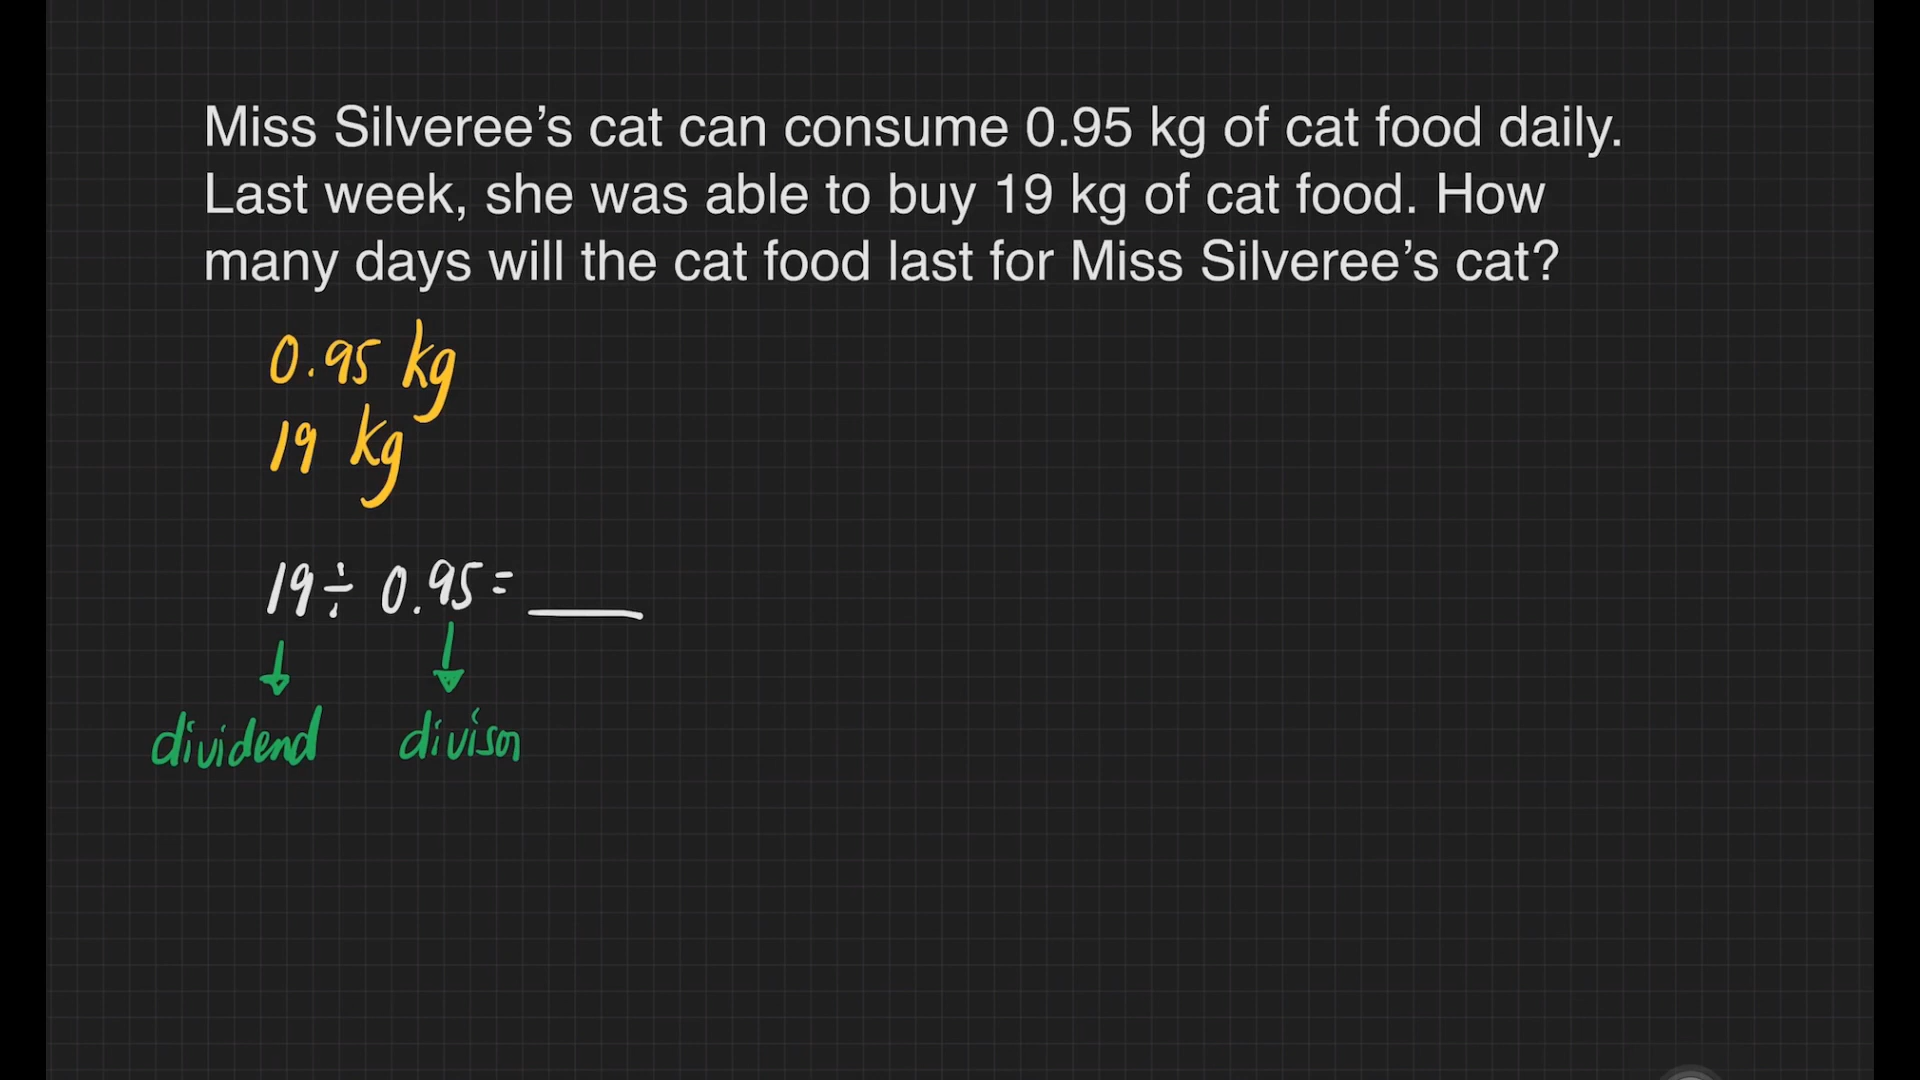 Miss Silveree’s cat can consume 0.95 kg of cat food daily.
Last week, she was able to buy 19 kg of cat food. How
many days will the cat food last for Miss Silveree’s cat?
0.95 kg
19 kg
19 ÷ 0.95 = ____
dividend divisor